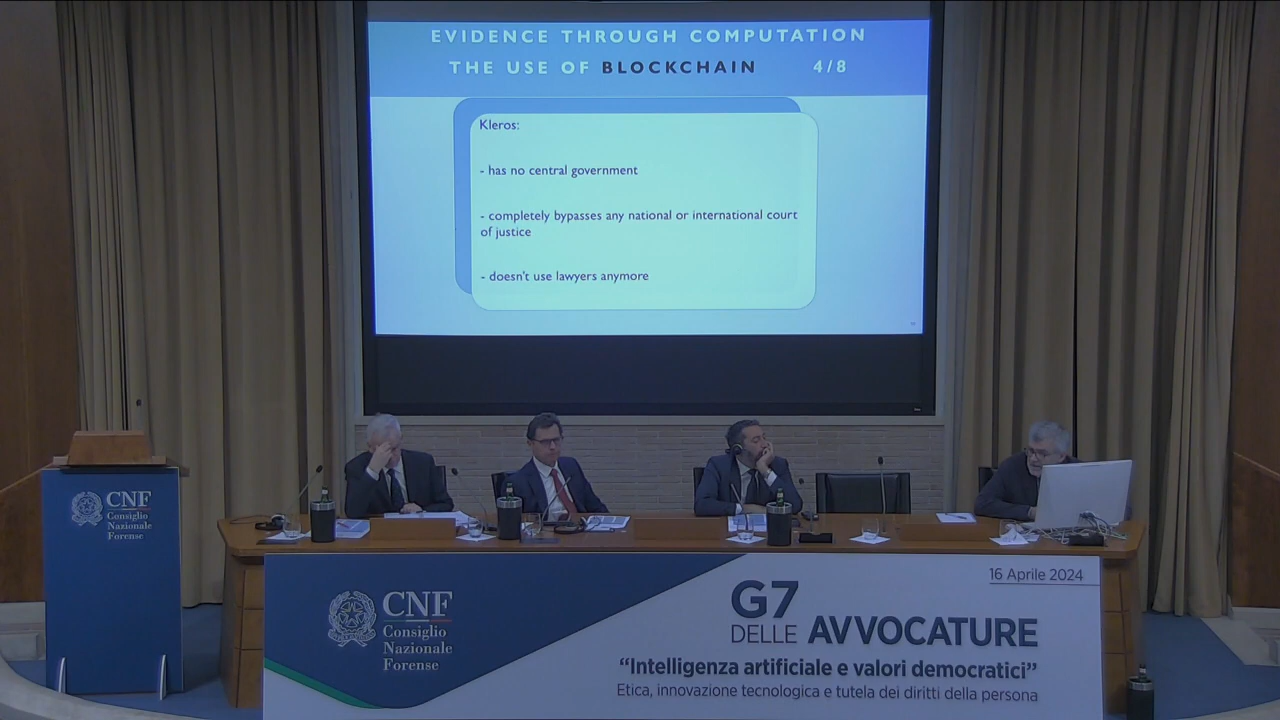 EVIDENCE THROUGH COMPUTATION
THE USE OF BLOCKCHAIN 4/8
Kleros:
- has no central government
- completely bypasses any national or international court
of justice
- doesn't use lawyers anymore
CNF
Consiglio
Nazionale
Forense
16 Aprile 2024
CNF
Consiglio
Nazionale
Forense
G7
DELLE AVVOCATURE
“Intelligenza artificiale e valori democratici”
Etica, innovazione tecnologica e tutela dei diritti della persona